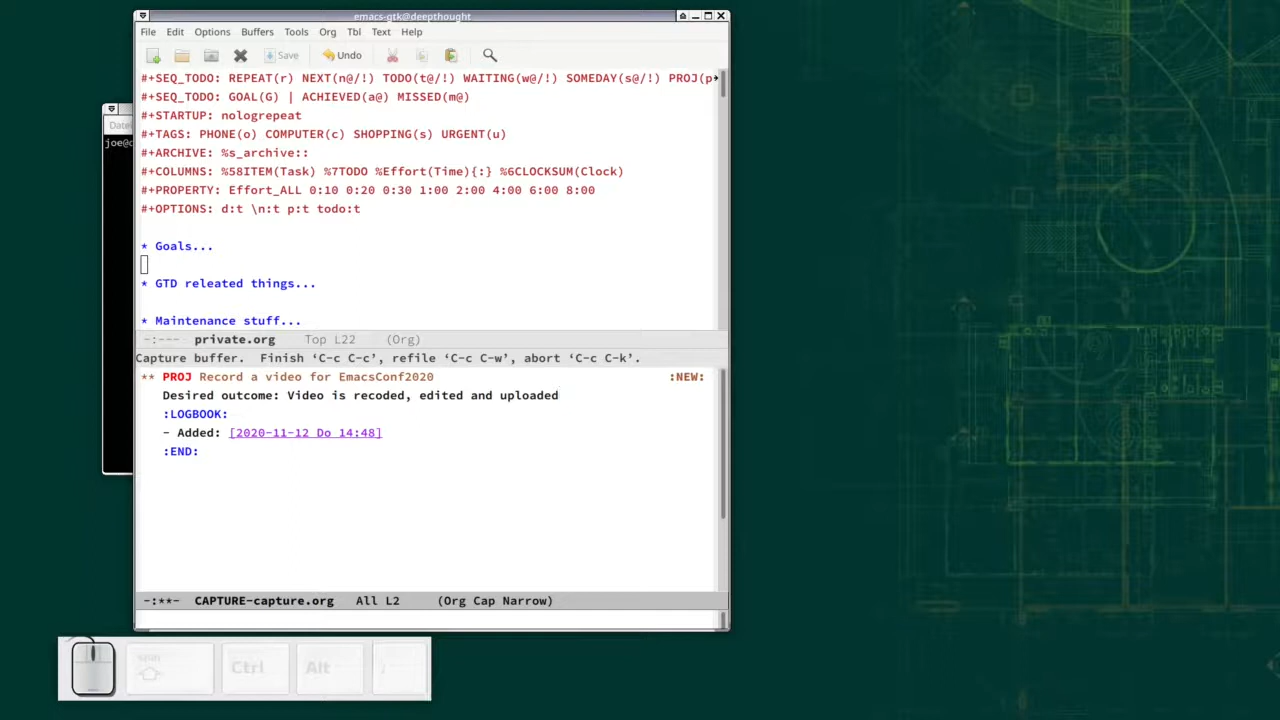 emacs-gtk@deepthought
File Edit Options Buffers Tools Org Tbl Text Help
Save Undo
#+SEQ_TODO: REPEAT(r) NEXT(n@/!) TODO(t@/!) WAITING(w@/!) SOMEDAY(s@/!) PROJ(p
#+SEQ_TODO: GOAL(G) | ACHIEVED(a@) MISSED(m@)
#+STARTUP: nologrepeat
#+TAGS: PHONE(o) COMPUTER(c) SHOPPING(s) URGENT(u)
#+ARCHIVE: %s_archive::
#+COLUMNS: %58ITEM(Task) %7TODO %Effort(Time){:} %6CLOCKSUM(Clock)
#+PROPERTY: Effort_ALL 0:10 0:20 0:30 1:00 2:00 4:00 6:00 8:00
#+OPTIONS: d:t \n:t p:t todo:t
* Goals...
* GTD releated things...
* Maintenance stuff...
-:--- private.org Top L22 (Org)
Capture buffer. Finish ‘C-c C-c’, refile ‘C-c C-w’, abort ‘C-c C-k’.
** PROJ Record a video for EmacsConf2020 :NEW:
Desired outcome: Video is recoded, edited and uploaded
:LOGBOOK:
- Added: [2020-11-12 Do 14:48]
:END:
-:**- CAPTURE-capture.org All L2 (Org Cap Narrow)
Date
joe@
Ctrl Alt